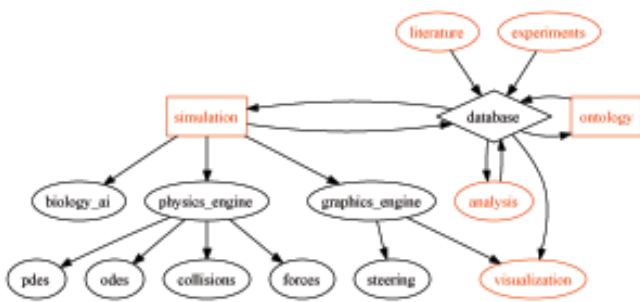 literature
experiments
simulation
database
ontology
biology_ai
physics_engine
graphics_engine
analysis
pdes
odes
collisions
forces
steering
visualization